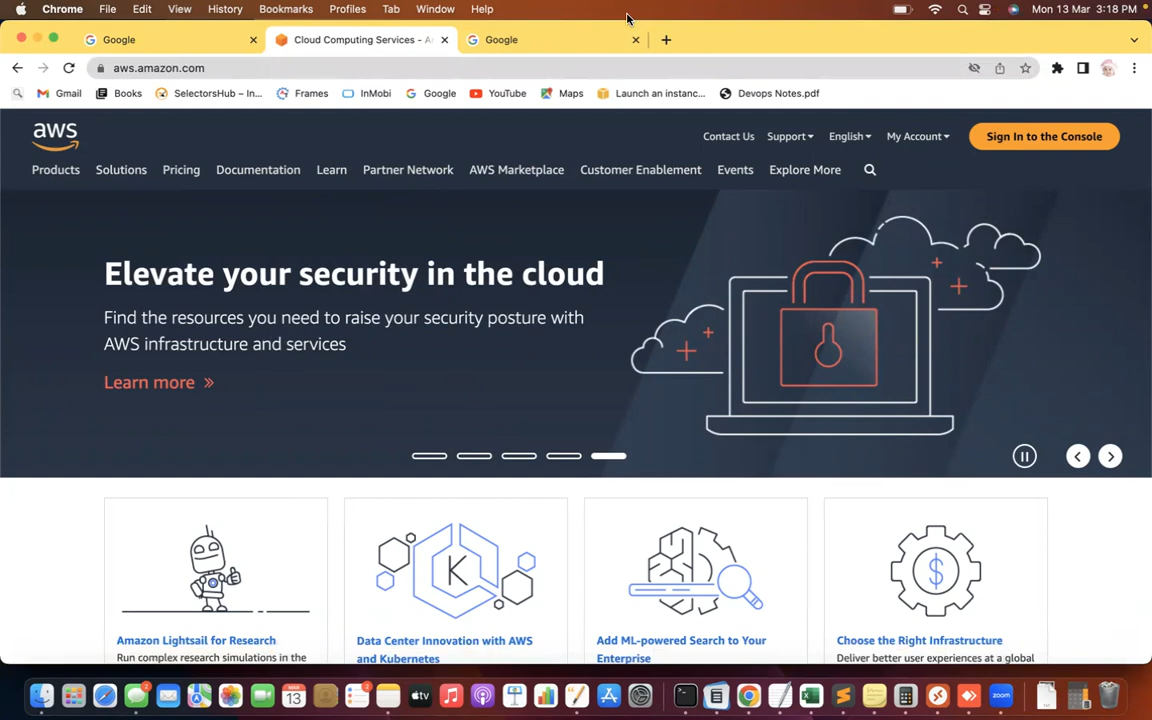 Chrome File Edit View History Bookmarks Profiles Tab Window Help Mon 13 Mar 3:18 PM
Google Cloud Computing Services - A Google
aws.amazon.com
Gmail Books SelectorsHub – In... Frames InMobi Google YouTube Maps Launch an instanc... Devops Notes.pdf
aws Contact Us Support English My Account Sign In to the Console
Products Solutions Pricing Documentation Learn Partner Network AWS Marketplace Customer Enablement Events Explore More
Elevate your security in the cloud
Find the resources you need to raise your security posture with
AWS infrastructure and services
Learn more »
K $
Amazon Lightsail for Research Data Center Innovation with AWS Add ML-powered Search to Your Choose the Right Infrastructure
Run complex research simulations in the and Kubernetes Enterprise Deliver better user experiences at a global
2 MAR 13 3 tv zoom